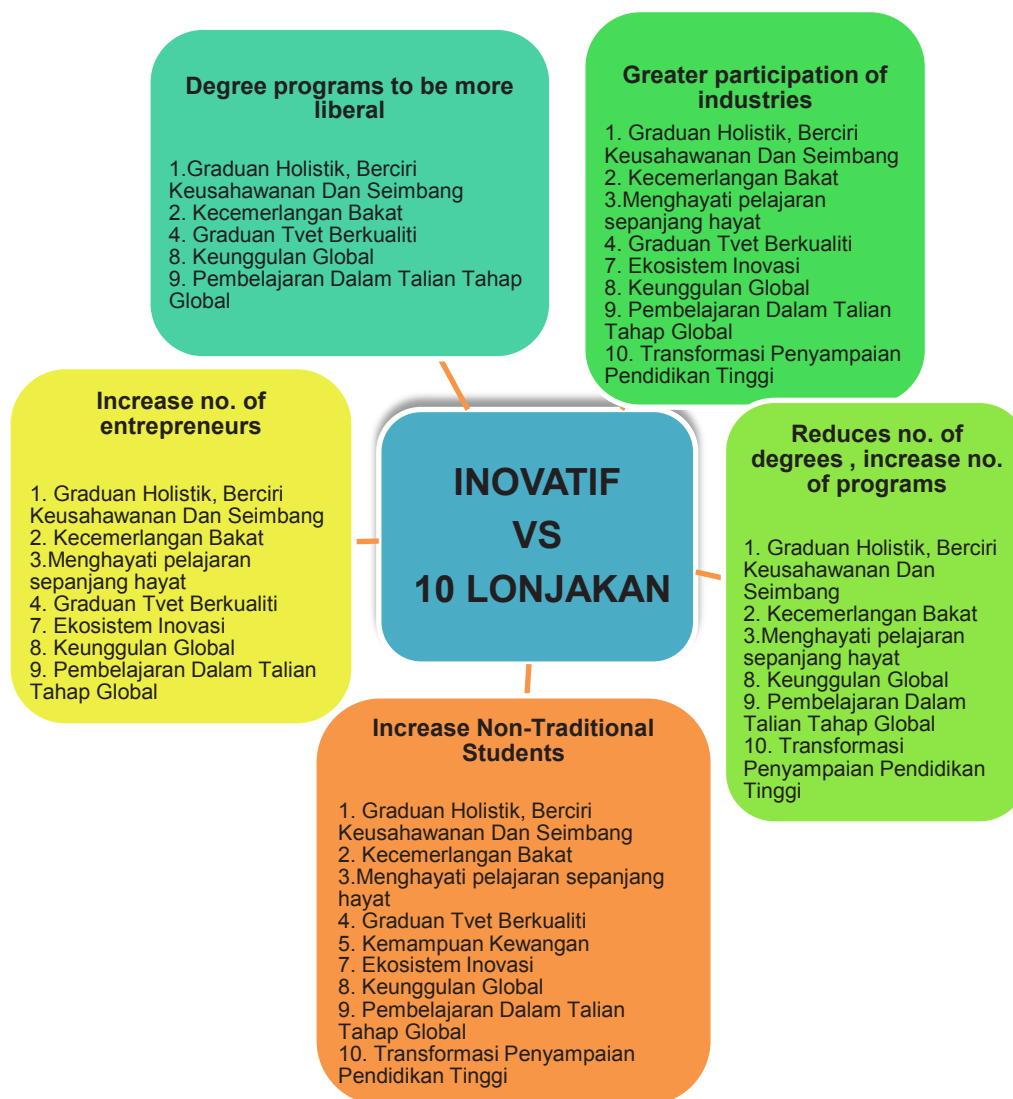 Degree programs to be more
liberal
1.Graduan Holistik, Berciri
Keusahawanan Dan Seimbang
2. Kecemerlangan Bakat
4. Graduan Tvet Berkualiti
8. Keunggulan Global
9. Pembelajaran Dalam Talian Tahap
Global
Greater participation of
industries
1. Graduan Holistik, Berciri
Keusahawanan Dan Seimbang
2. Kecemerlangan Bakat
3.Menghayati pelajaran
sepanjang hayat
4. Graduan Tvet Berkualiti
7. Ekosistem Inovasi
8. Keunggulan Global
9. Pembelajaran Dalam Talian
Tahap Global
10. Transformasi Penyampaian
Pendidikan Tinggi
Increase no. of
entrepreneurs
1. Graduan Holistik, Berciri
Keusahawanan Dan Seimbang
2. Kecemerlangan Bakat
3.Menghayati pelajaran
sepanjang hayat
4. Graduan Tvet Berkualiti
7. Ekosistem Inovasi
8. Keunggulan Global
9. Pembelajaran Dalam Talian
Tahap Global
INOVATIF
VS
10 LONJAKAN
Reduces no. of
degrees , increase no.
of programs
1. Graduan Holistik, Berciri
Keusahawanan Dan
Seimbang
2. Kecemerlangan Bakat
3.Menghayati pelajaran
sepanjang hayat
8. Keunggulan Global
9. Pembelajaran Dalam
Talian Tahap Global
10. Transformasi
Penyampaian Pendidikan
Tinggi
Increase Non-Traditional
Students
1. Graduan Holistik, Berciri
Keusahawanan Dan Seimbang
2. Kecemerlangan Bakat
3.Menghayati pelajaran sepanjang
hayat
4. Graduan Tvet Berkualiti
5. Kemampuan Kewangan
7. Ekosistem Inovasi
8. Keunggulan Global
9. Pembelajaran Dalam Talian
Tahap Global
10. Transformasi Penyampaian
Pendidikan Tinggi